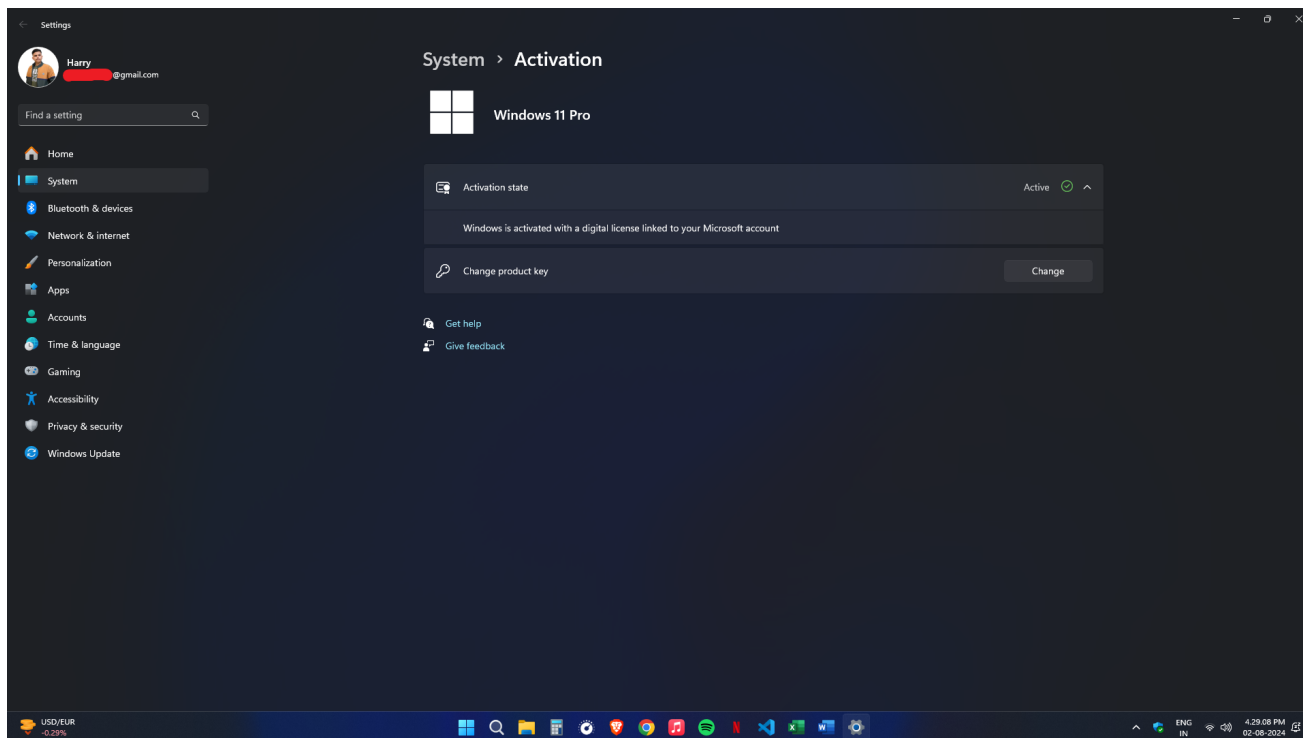 Settings
Harry
@gmail.com
Find a setting
Home
System
Bluetooth & devices
Network & internet
Personalization
Apps
Accounts
Time & language
Gaming
Accessibility
Privacy & security
Windows Update
System > Activation
Windows 11 Pro
Activation state
Active
Windows is activated with a digital license linked to your Microsoft account
Change product key
Change
Get help
Give feedback
USD/EUR
-0.29%
ENG
IN
4.29.08 PM
02-08-2024